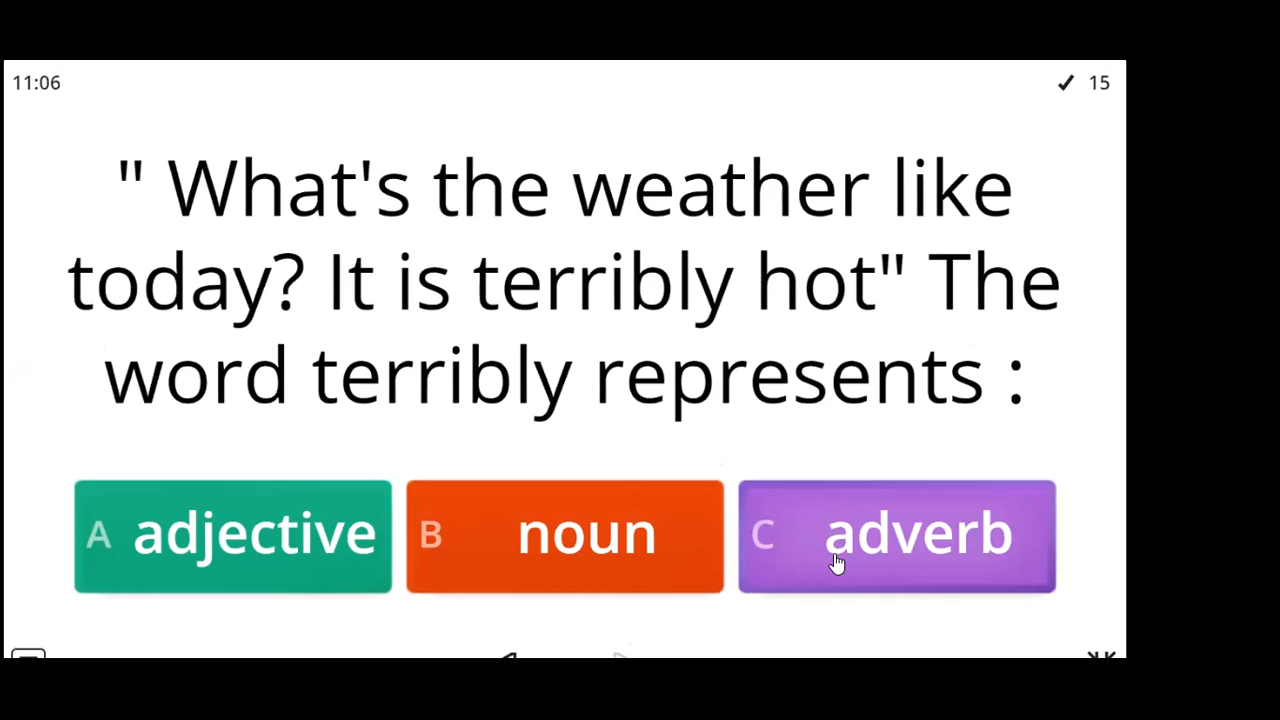 11:06
15
" What's the weather like
today? It is terribly hot" The
word terribly represents :
A adjective
B noun
C adverb